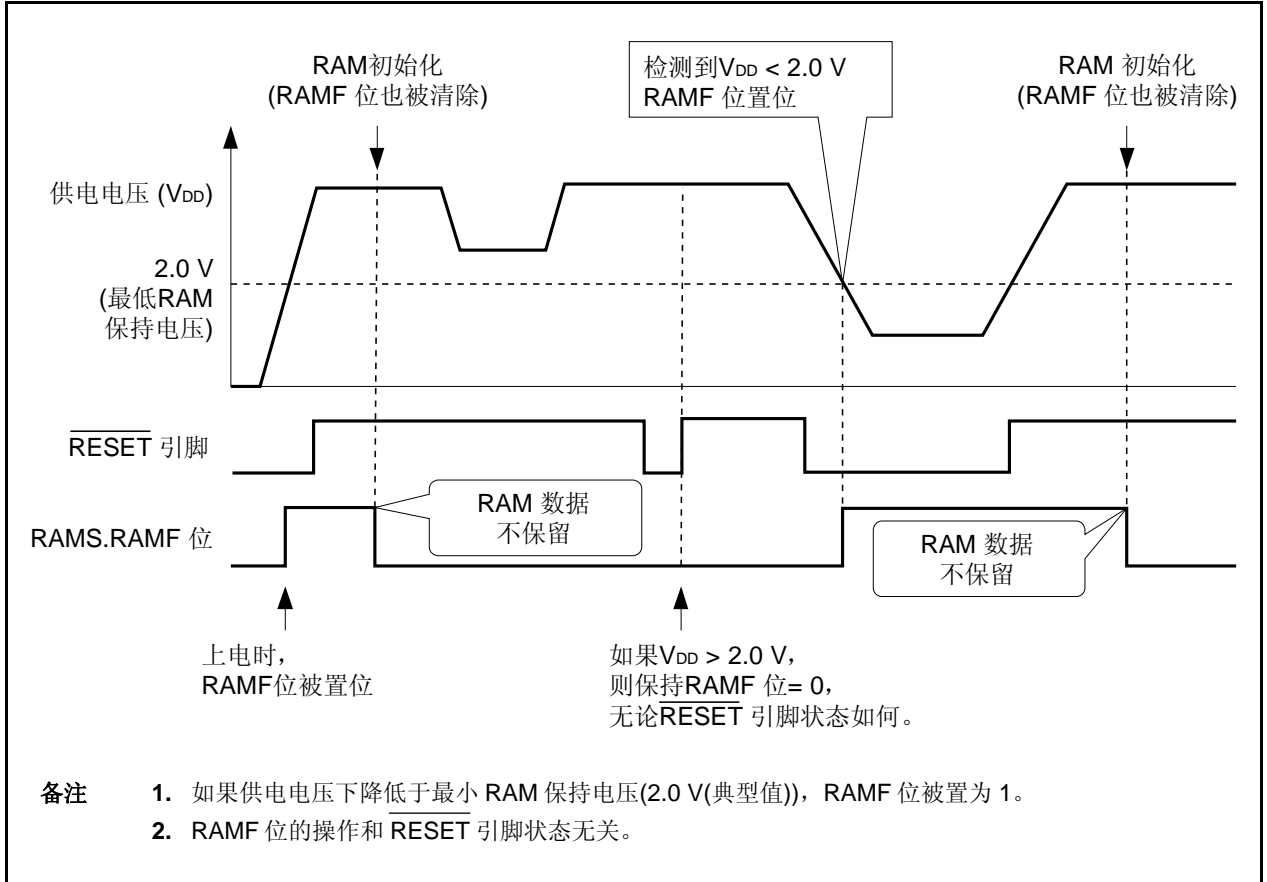 RAM初始化
(RAMF 位也被清除)
检测到VDD < 2.0 V
RAMF 位置位
RAM 初始化
(RAMF 位也被清除)
供电电压 (VDD)
2.0 V
(最低RAM
保持电压)
RESET 引脚
RAM 数据
不保留
RAMS.RAMF 位
RAM 数据
不保留
上电时，
RAMF位被置位
如果VDD > 2.0 V，
则保持RAMF 位= 0，
无论RESET 引脚状态如何。
备注 1. 如果供电电压下降低于最小 RAM 保持电压(2.0 V(典型值))，RAMF 位被置为 1。
2. RAMF 位的操作和 RESET 引脚状态无关。